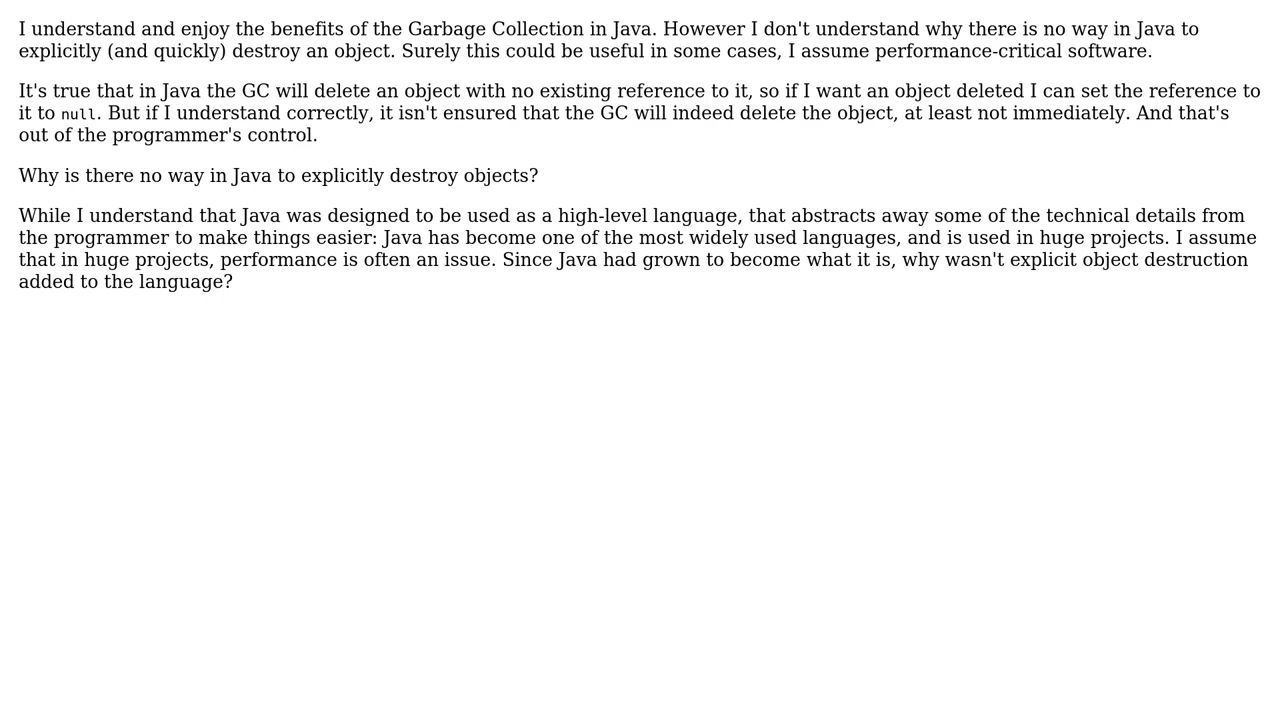 I understand and enjoy the benefits of the Garbage Collection in Java. However I don't understand why there is no way in Java to
explicitly (and quickly) destroy an object. Surely this could be useful in some cases, I assume performance-critical software.
It's true that in Java the GC will delete an object with no existing reference to it, so if I want an object deleted I can set the reference to
it to null. But if I understand correctly, it isn't ensured that the GC will indeed delete the object, at least not immediately. And that's
out of the programmer's control.
Why is there no way in Java to explicitly destroy objects?
While I understand that Java was designed to be used as a high-level language, that abstracts away some of the technical details from
the programmer to make things easier: Java has become one of the most widely used languages, and is used in huge projects. I assume
that in huge projects, performance is often an issue. Since Java had grown to become what it is, why wasn't explicit object destruction
added to the language?